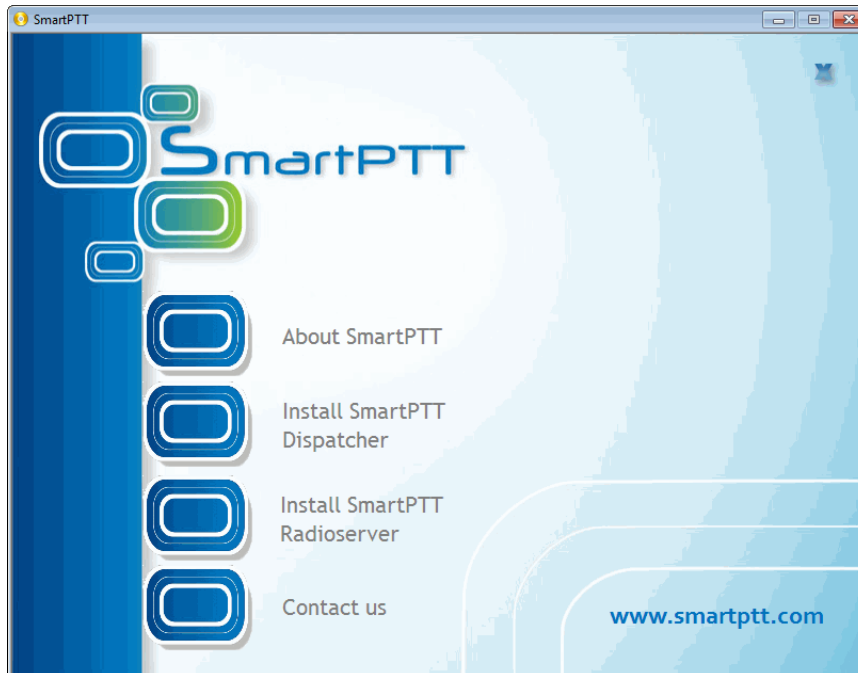 SmartPTT
SmartPTT
About SmartPTT
Install SmartPTT
Dispatcher
Install SmartPTT
Radioserver
Contact us
www.smartptt.com